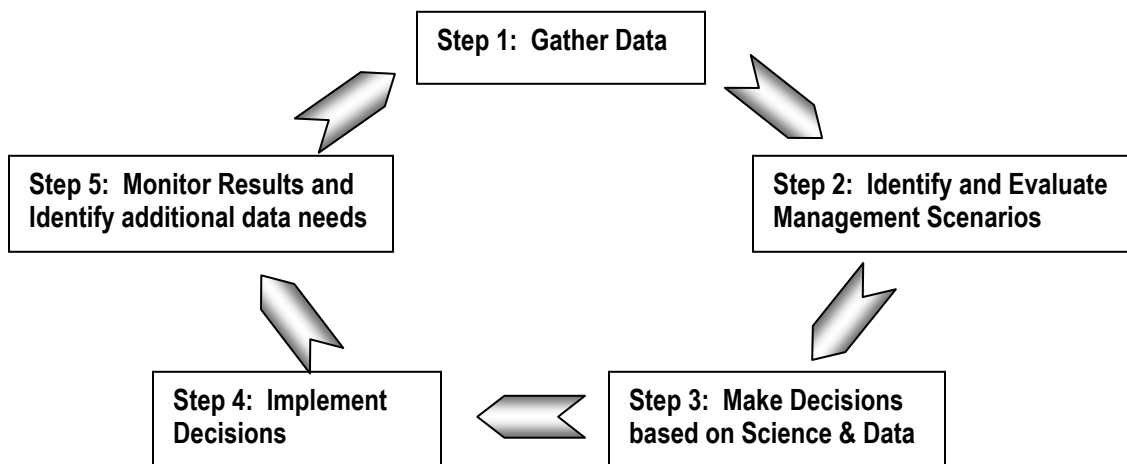 Step 1:  Gather Data
Step 2:  Identify and Evaluate
Management Scenarios
Step 3:  Make Decisions
based on Science & Data
Step 4:  Implement
Decisions
Step 5:  Monitor Results and
Identify additional data needs